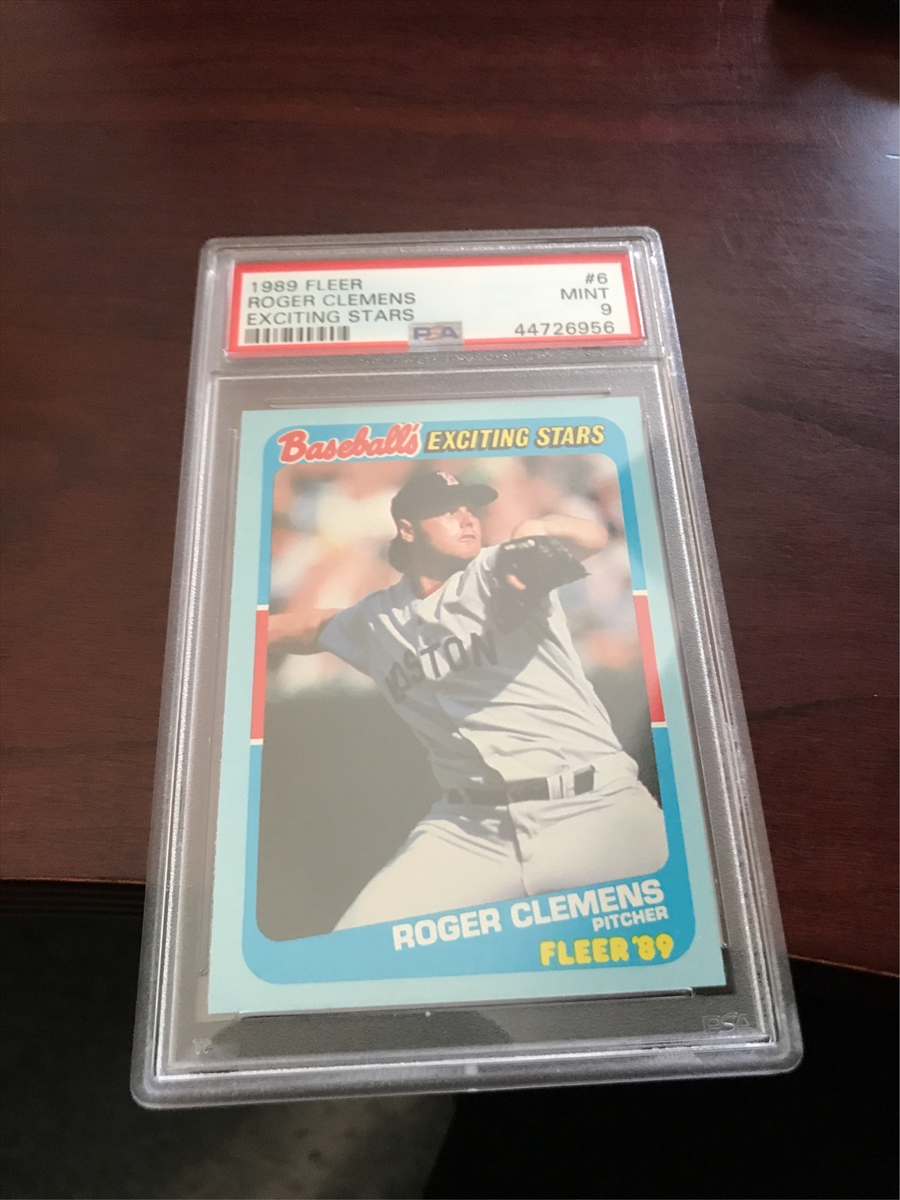 1989 FLEER #6
ROGER CLEMENS MINT
EXCITING STARS 9
PSA 44726956
Baseball's EXCITING STARS
B
BOSTON
ROGER CLEMENS
PITCHER
FLEER '89
PSA